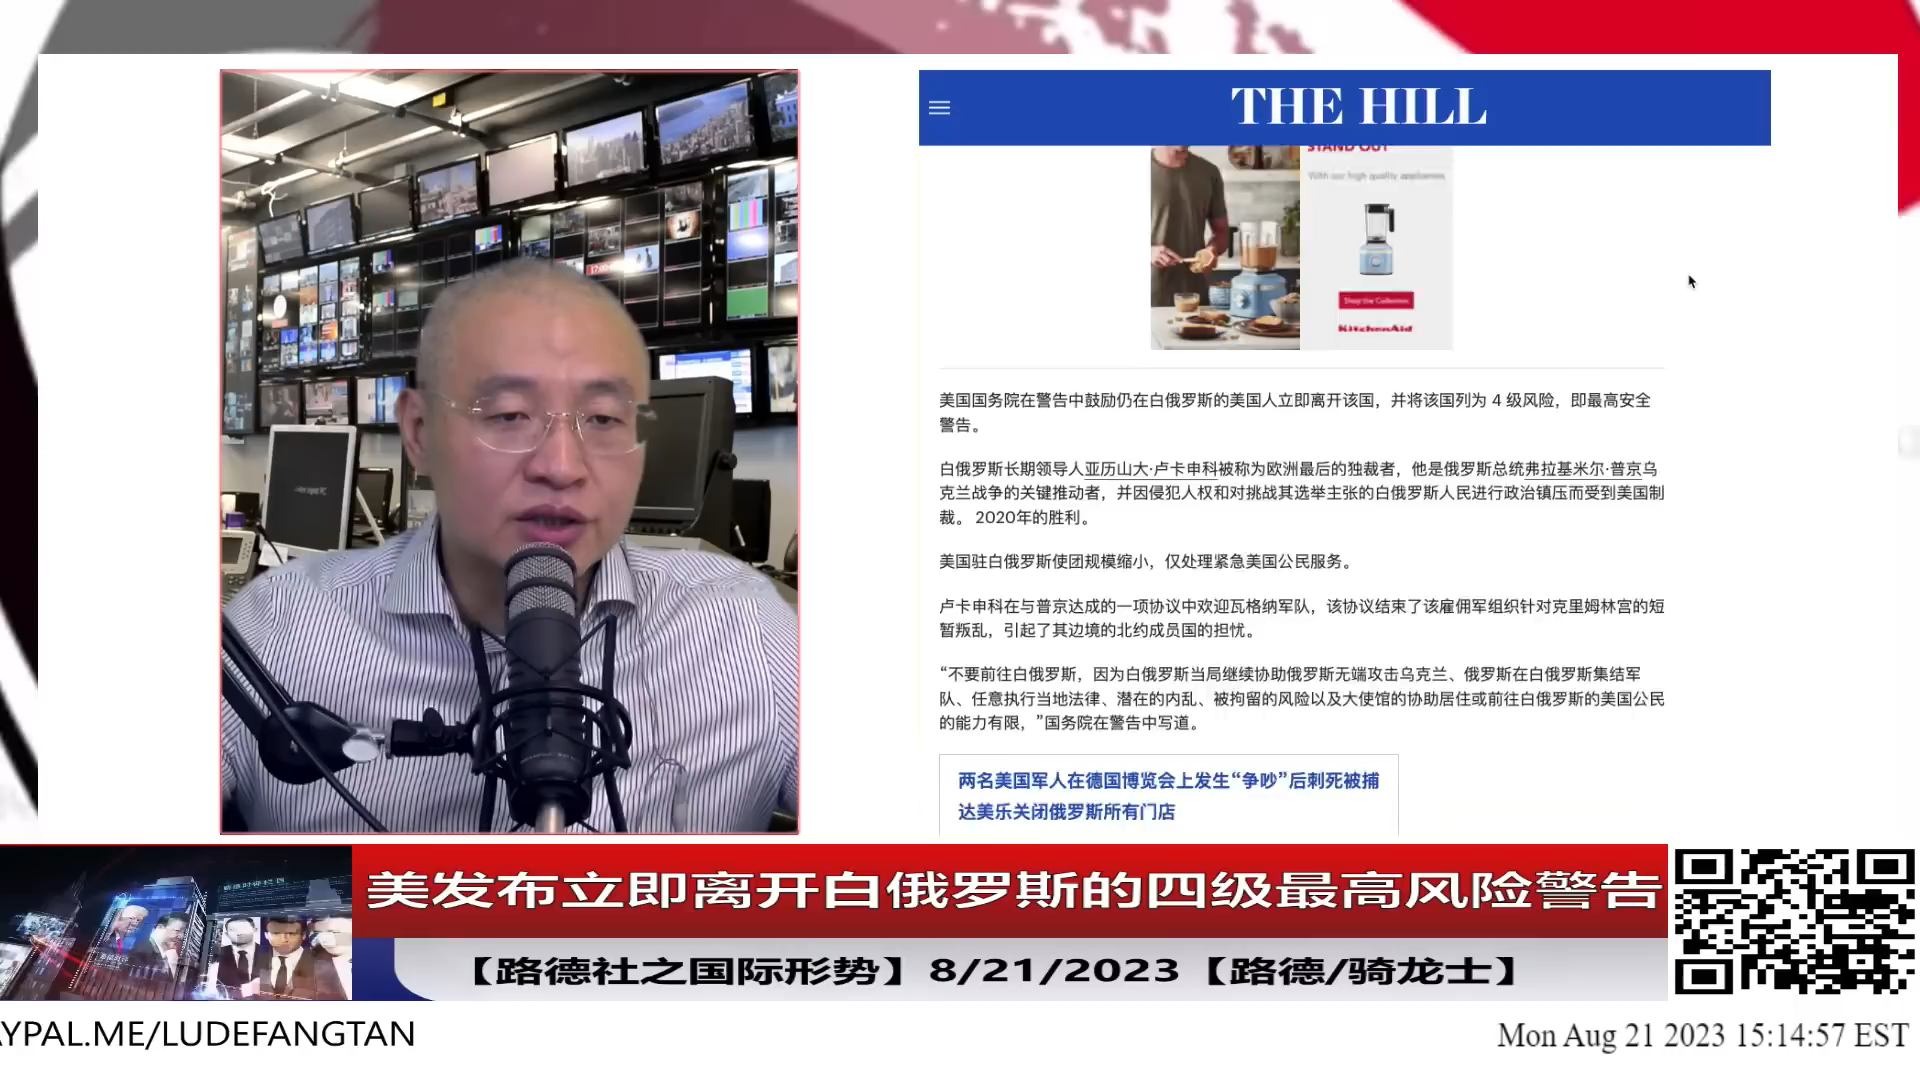 THE HILL
STAND OUT
With our high quality appliances
Shop the Collection
KitchenAid
美国国务院在警告中鼓励仍在白俄罗斯的美国人立即离开该国，并将该国列为 4 级风险，即最高安全
警告。
白俄罗斯长期领导人亚历山大·卢卡申科被称为欧洲最后的独裁者，他是俄罗斯总统弗拉基米尔·普京乌
克兰战争的关键推动者，并因侵犯人权和对挑战其选举主张的白俄罗斯人民进行政治镇压而受到美国制
裁。 2020年的胜利。
美国驻白俄罗斯使团规模缩小，仅处理紧急美国公民服务。
卢卡申科在与普京达成的一项协议中欢迎瓦格纳军队，该协议结束了该雇佣军组织针对克里姆林宫的短
暂叛乱，引起了其边境的北约成员国的担忧。
“不要前往白俄罗斯，因为白俄罗斯当局继续协助俄罗斯无端攻击乌克兰、俄罗斯在白俄罗斯集结军
队、任意执行当地法律、潜在的内乱、被拘留的风险以及大使馆的协助居住或前往白俄罗斯的美国公民
的能力有限，”国务院在警告中写道。
两名美国军人在德国博览会上发生“争吵”后刺死被捕
达美乐关闭俄罗斯所有门店
美发布立即离开白俄罗斯的四级最高风险警告
【路德社之国际形势】8/21/2023【路德/骑龙士】
YPAL.ME/LUDEFANGTAN
Mon Aug 21 2023 15:14:57 EST